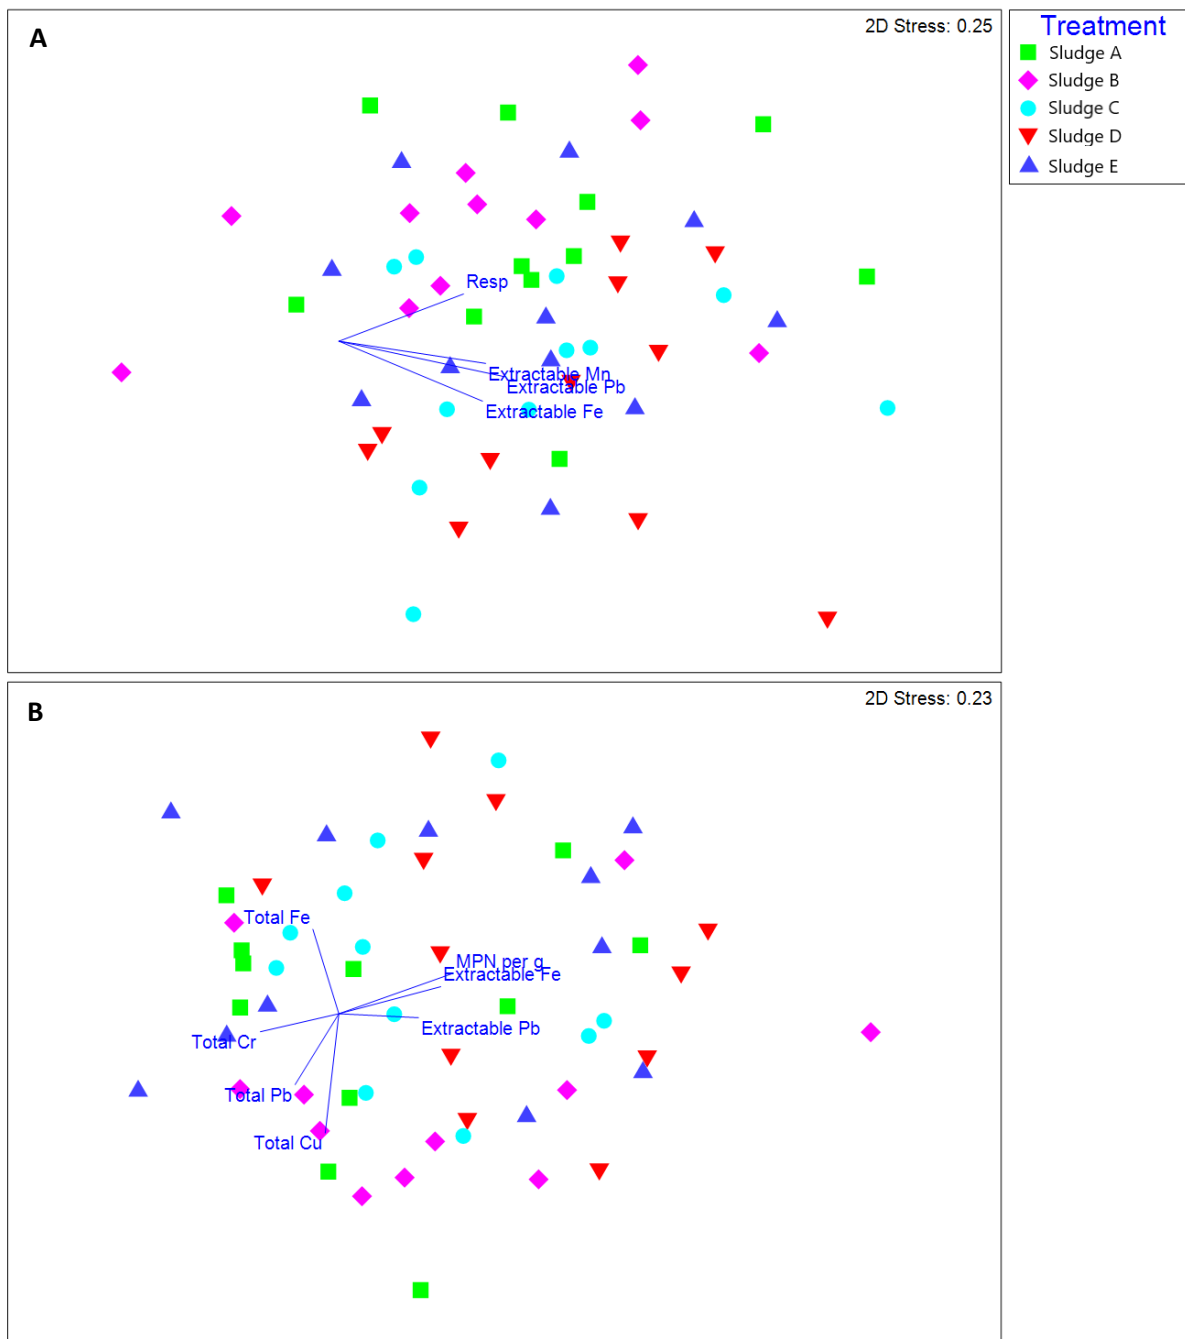 A
2D Stress: 0.25
Treatment
Sludge A
Sludge B
Sludge C
Sludge D
Sludge E
Resp
Extractable Mn
Extractable Pb
Extractable Fe
B
2D Stress: 0.23
Total Fe
MPN per g
Extractable Fe
Extractable Pb
Total Cr
Total Pb
Total Cu